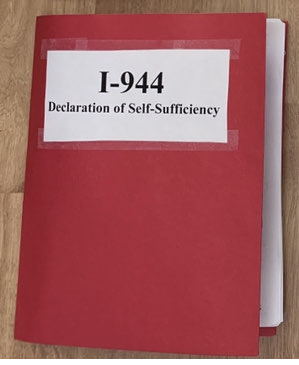 I-944
Declaration of Self-Sufficiency